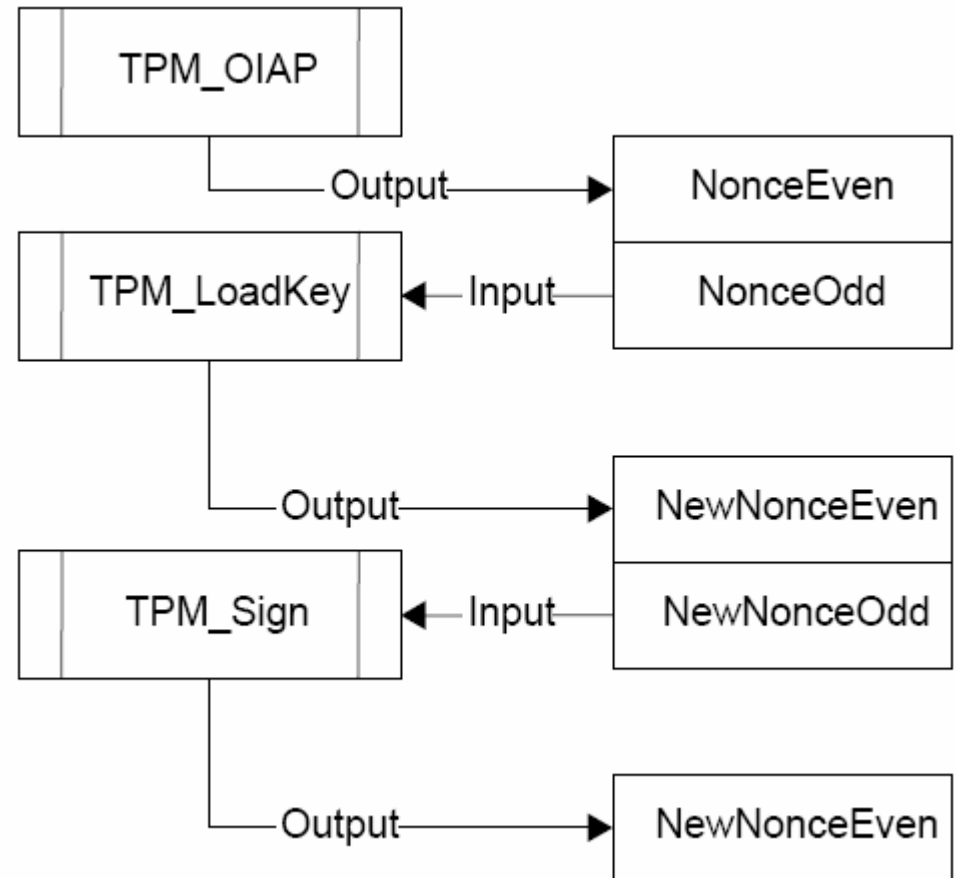 TPM_OIAP
Output
NonceEven
TPM_LoadKey
Input
NonceOdd
Output
NewNonceEven
TPM_Sign
Input
NewNonceOdd
Output
NewNonceEven